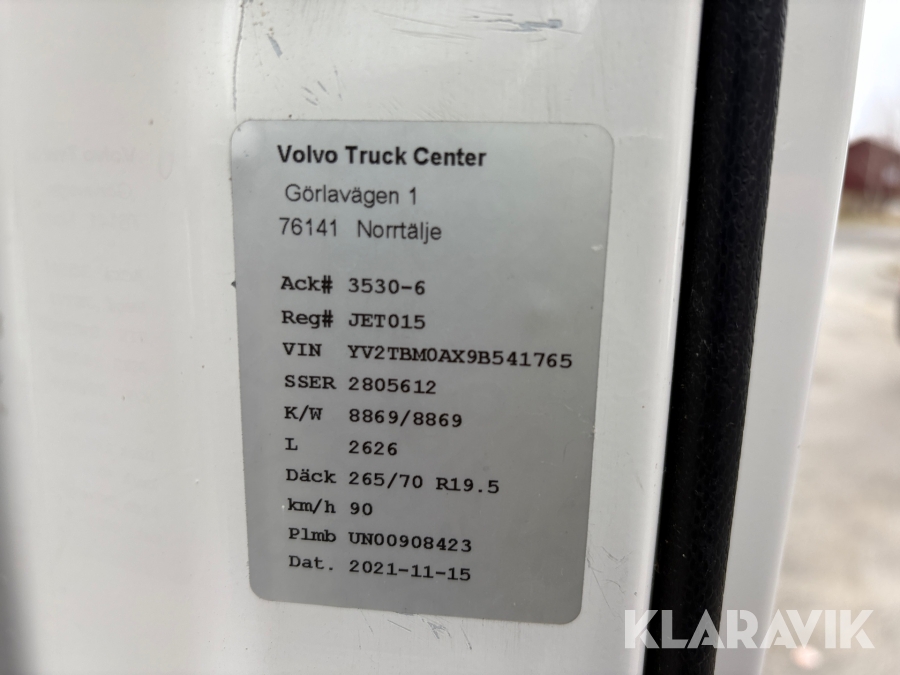 Volvo Truck Center
Görlavägen 1
76141 Norrtälje
Ack# 3530-6
Reg# JET015
VIN YV2TBM0AX9B541765
SSER 2805612
K/W 8869/8869
L 2626
Däck 265/70 R19.5
km/h 90
Plmb UN00908423
Dat. 2021-11-15
KLARAVIK